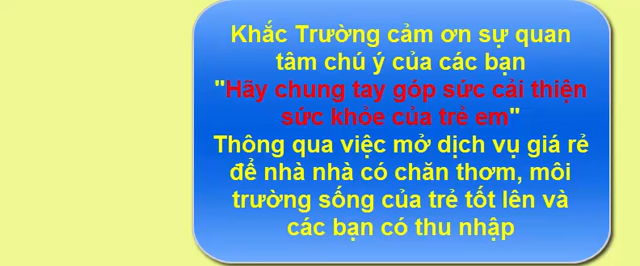 Khắc Trường cảm ơn sự quan
tâm chú ý của các bạn
"Hãy chung tay góp sức cải thiện
sức khỏe của trẻ em"
Thông qua việc mở dịch vụ giá rẻ
để nhà nhà có chăn thơm, môi
trường sống của trẻ tốt lên và
các bạn có thu nhập